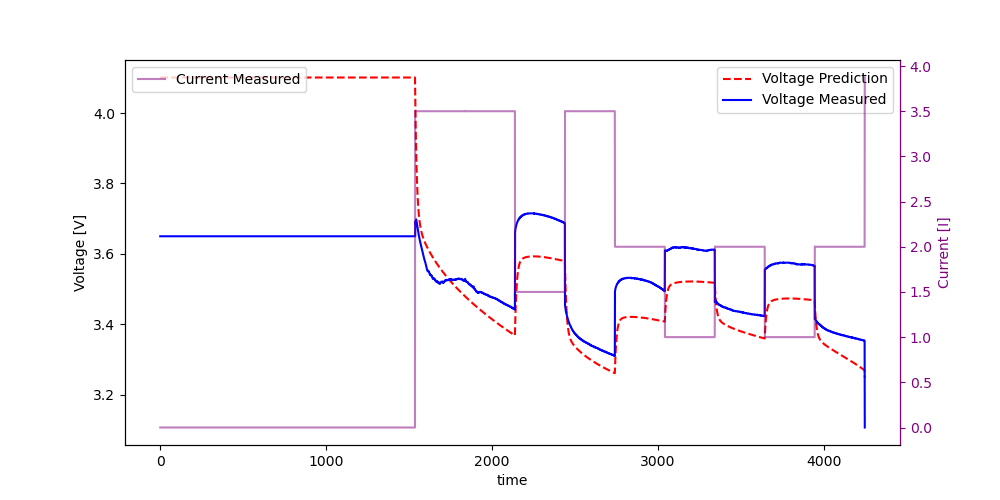 Current Measured
Voltage Prediction
Voltage Measured
Voltage [V]
4.0
3.8
3.6
3.4
3.2
4.0
3.5
3.0
2.5
2.0
1.5
1.0
0.5
0.0
Current [I]
0 1000 2000 3000 4000
time